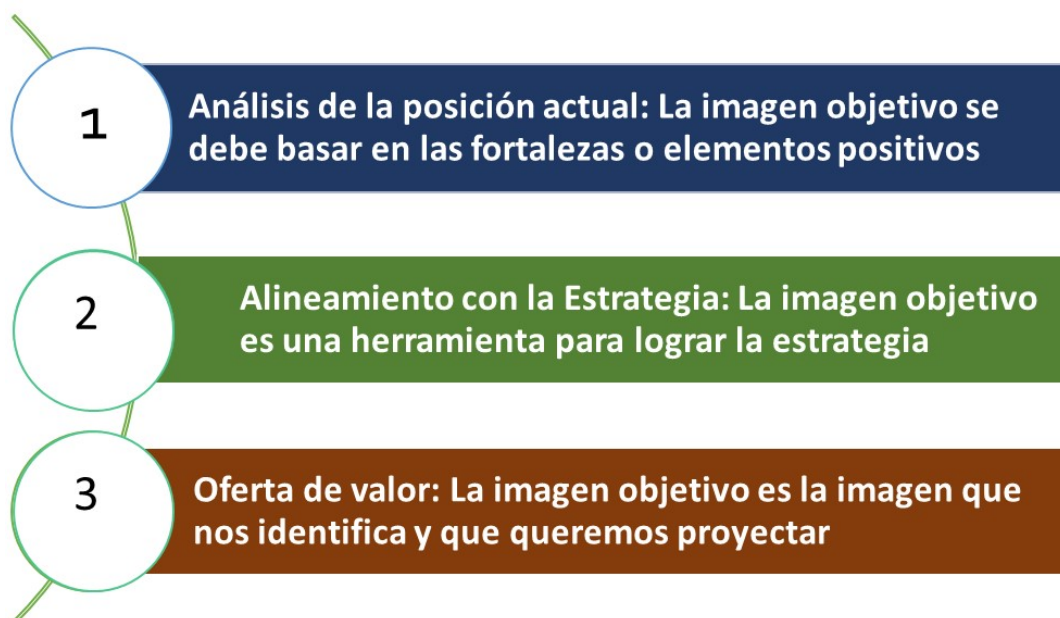 1
Análisis de la posición actual: La imagen objetivo se
debe basar en las fortalezas o elementos positivos
2
Alineamiento con la Estrategia: La imagen objetivo
es una herramienta para lograr la estrategia
3
Oferta de valor: La imagen objetivo es la imagen que
nos identifica y que queremos proyectar